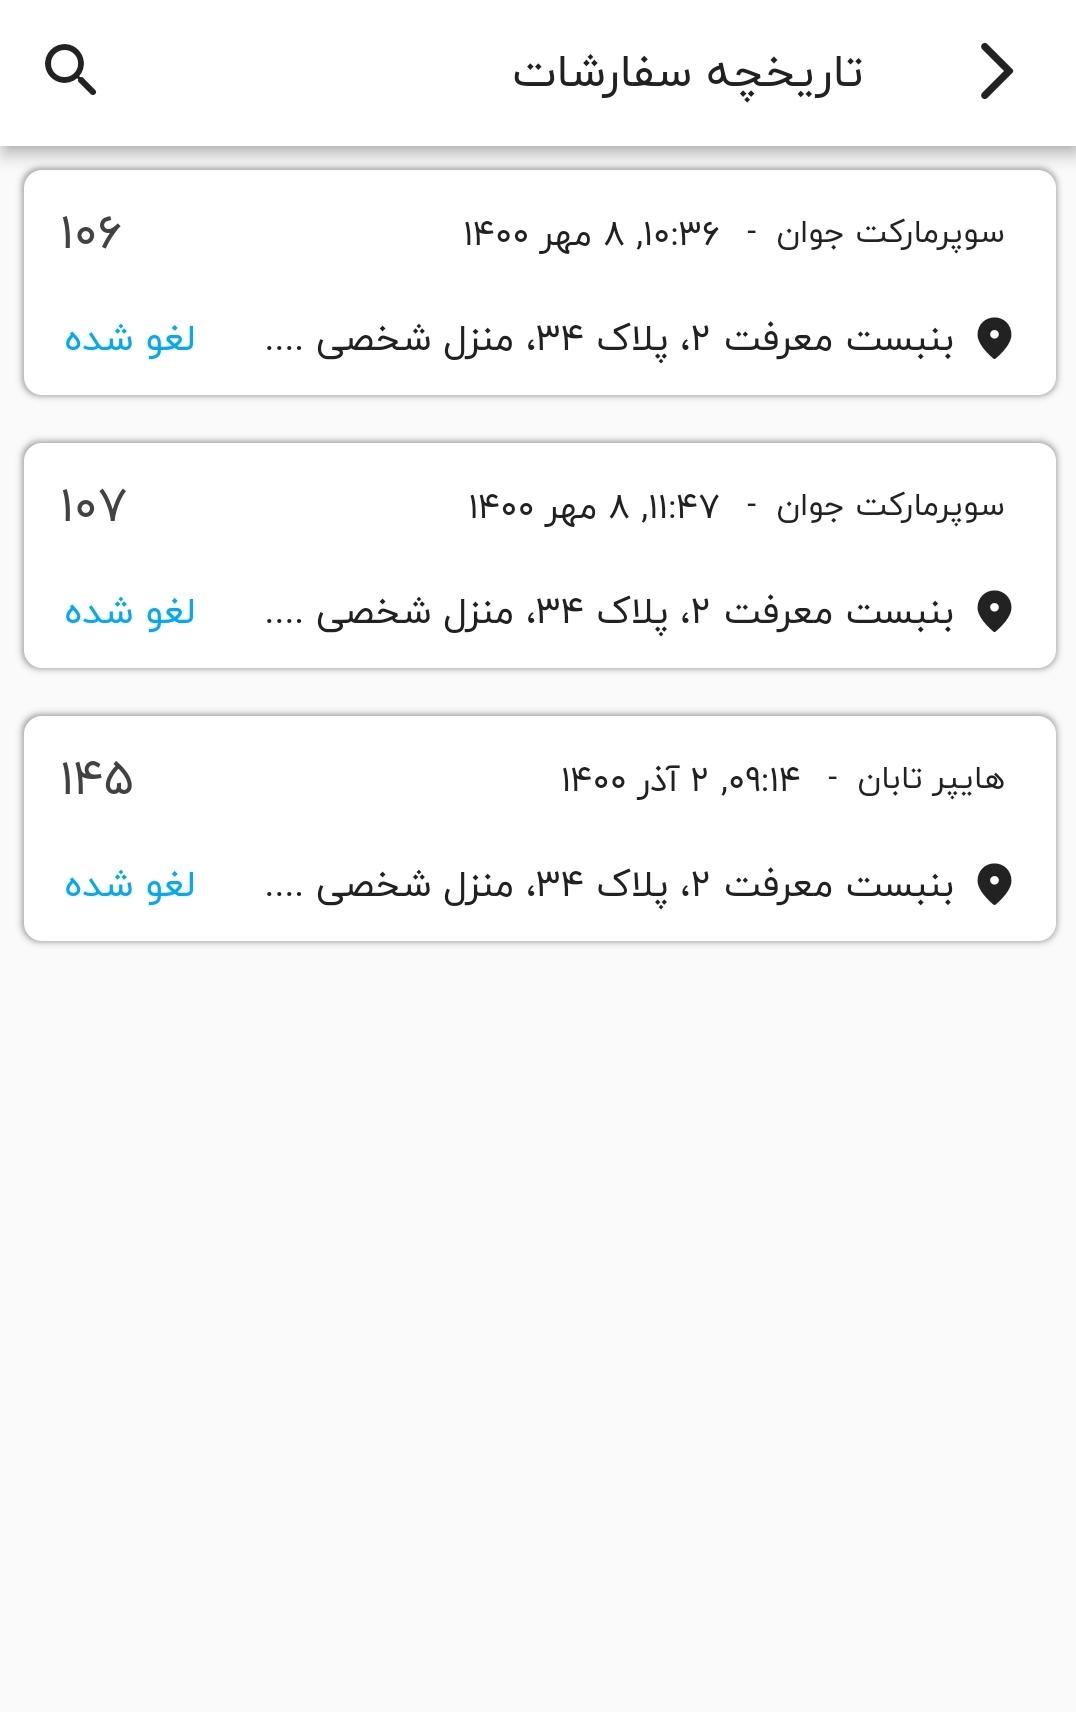 تاریخچه سفارشات
سوپرمارکت جوان - ۱۰:۳۶, ۸ مهر ۱۴۰۰ ۱۰۶
بنبست معرفت ۲، پلاک ۳۴، منزل شخصی .... لغو شده
سوپرمارکت جوان - ۱۱:۴۷, ۸ مهر ۱۴۰۰ ۱۰۷
بنبست معرفت ۲، پلاک ۳۴، منزل شخصی .... لغو شده
هایپر تابان - ۰۹:۱۴, ۲ آذر ۱۴۰۰ ۱۴۵
بنبست معرفت ۲، پلاک ۳۴، منزل شخصی .... لغو شده